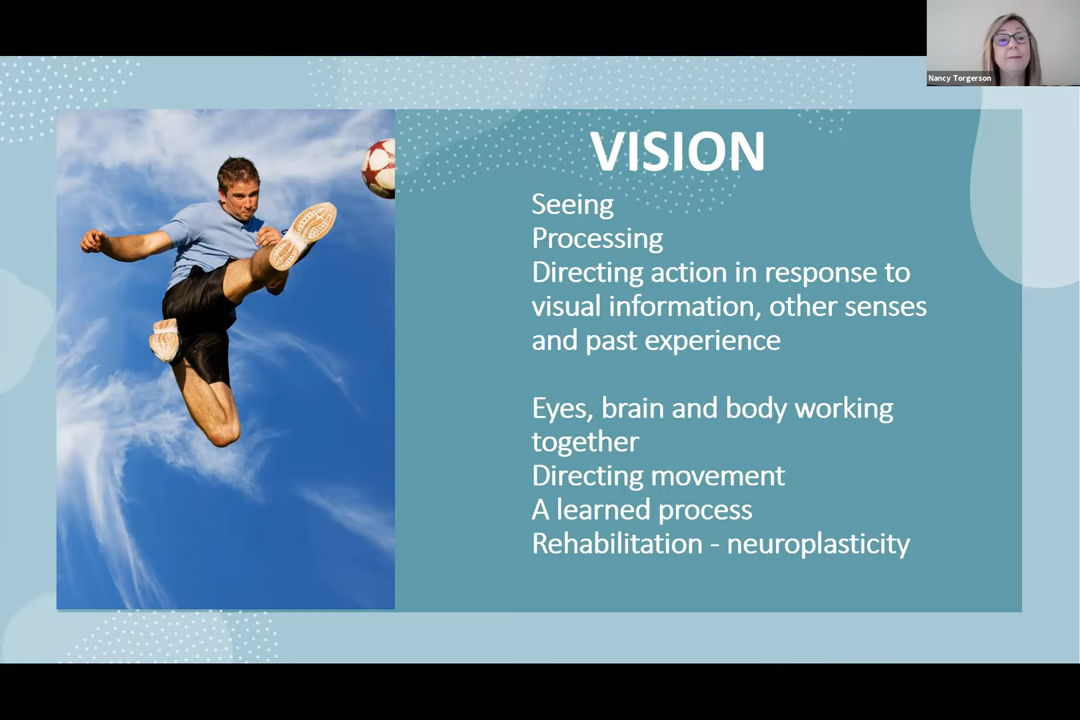 Nancy Torgerson
VISION
Seeing
Processing
Directing action in response to
visual information, other senses
and past experience
Eyes, brain and body working
together
Directing movement
A learned process
Rehabilitation - neuroplasticity